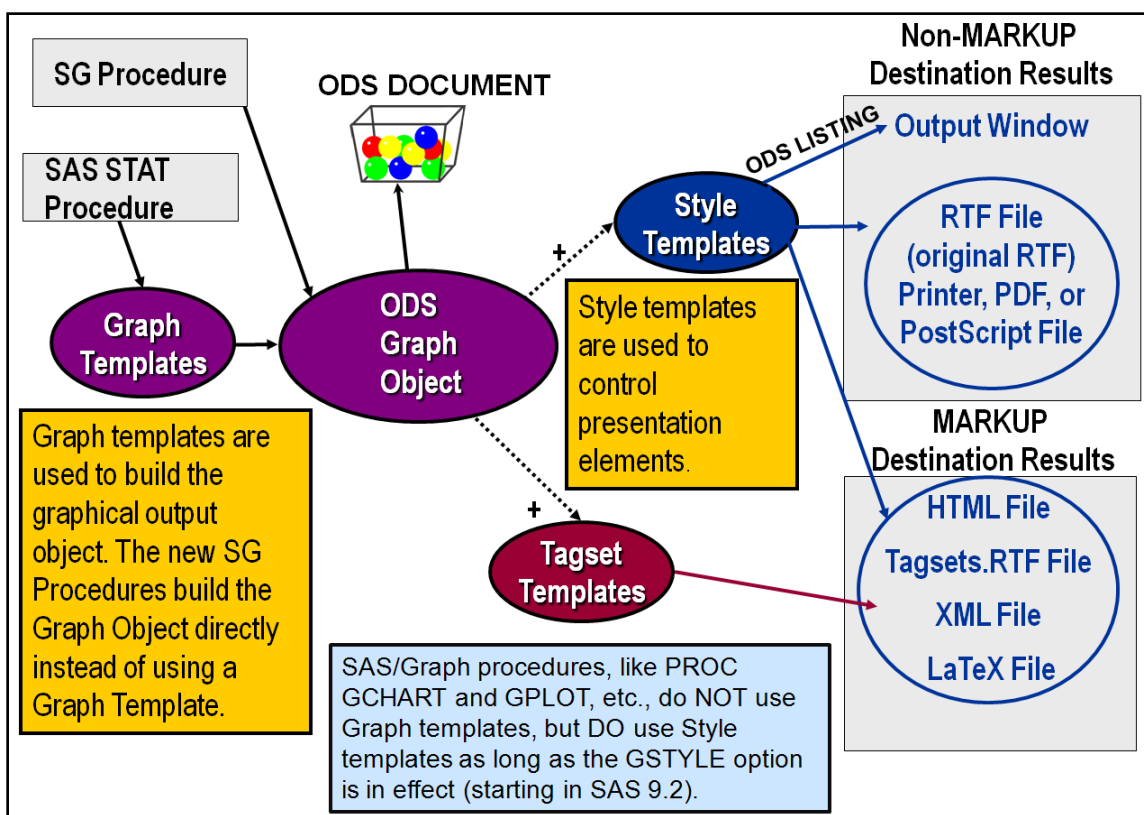 SG Procedure
SAS STAT
Procedure
ODS DOCUMENT
Non-MARKUP
Destination Results
ODS LISTING
Output Window
Style
Templates
RTF File
(original RTF)
Printer, PDF, or
PostScript File
+
Graph
Templates
ODS
Graph
Object
Style templates
are used to
control
presentation
elements.
Graph templates are
used to build the
graphical output
object. The new SG
Procedures build the
Graph Object directly
instead of using a
Graph Template.
+
Tagset
Templates
MARKUP
Destination Results
HTML File
Tagsets.RTF File
XML File
LaTeX File
SAS/Graph procedures, like PROC
GCHART and GPLOT, etc., do NOT use
Graph templates, but DO use Style
templates as long as the GSTYLE option
is in effect (starting in SAS 9.2).